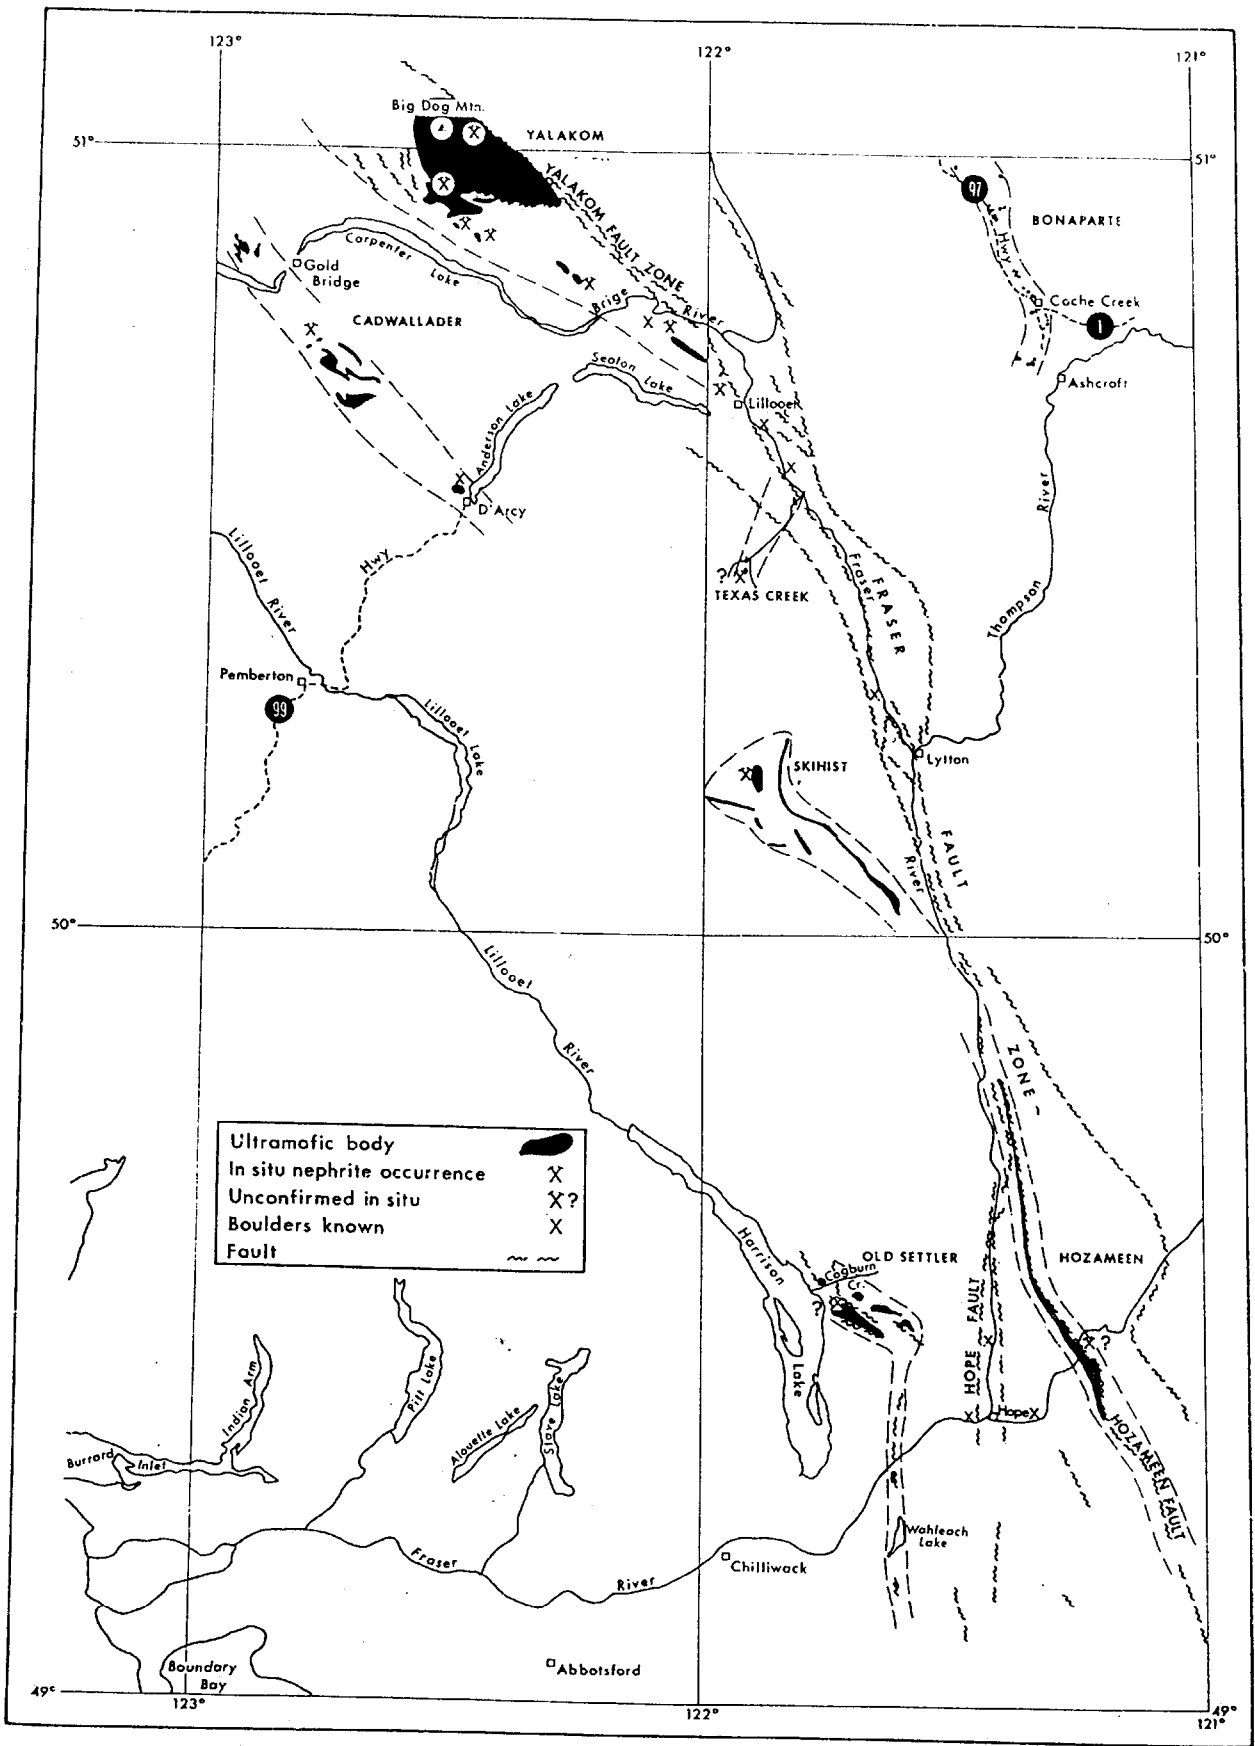 123°
122°
121°
Big Dog Mtn.
51°
YALAKOM
51°
97
YALAKOM FAULT ZONE
BONAPARTE
Hwy
Carpenter Lake
Gold
Bridge
Cache Creek
1
Brige River
CADWALLADER
Seaton Lake
Ashcroft
Lillooet
Anderson Lake
D'Arcy
River
Lillooet River
Hwy
?
TEXAS CREEK
Fraser
FRASER
Thompson
Pemberton
99
Lillooet Lake
SKIHIST
Lytton
FAULT
River
50°
50°
Lillooet
River
ZONE
Ultramafic body
In situ nephrite occurrence
Unconfirmed in situ ?
Boulders known
Fault
Harrison
OLD SETTLER
HOZAMEEN
Cogburn
Cr.
?
?
HOPE FAULT
Lake
Indian Arm
Pitt Lake
Alouette Lake
Stave Lake
Hope
HOZAMEEN FAULT
Burrard Inlet
Wahleach
Lake
Fraser
River
Chilliwack
Boundary
Bay
Abbotsford
49°
49°
123°
122°
121°